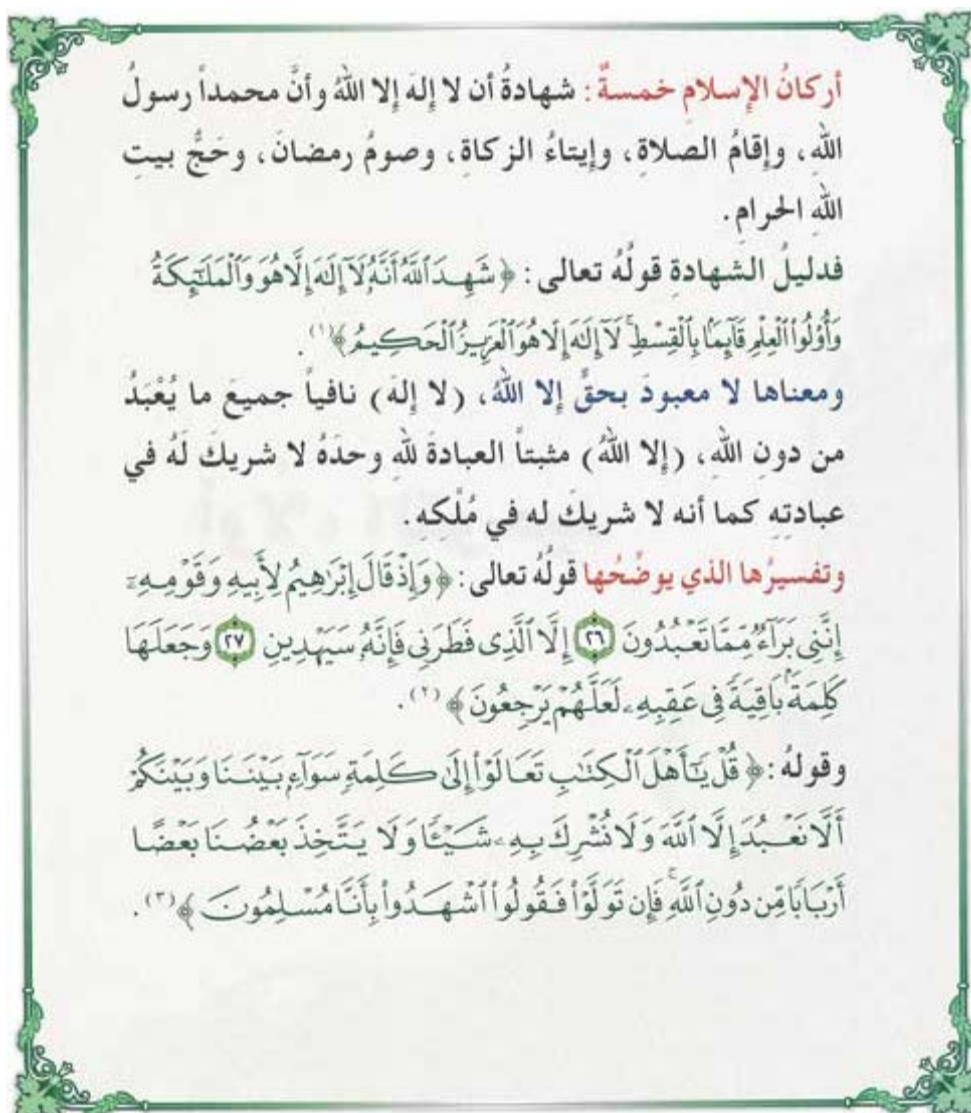 أركانُ الإسلامِ خمسةٌ : شهادةُ أن لا إلهَ إلا اللهُ وأنَّ محمداً رسولُ
اللهِ، وإقامُ الصلاةِ، وإيتاءُ الزكاةِ، وصومُ رمضانَ، وحَجُّ بيتِ
اللهِ الحرامِ.
فدليلُ الشهادةِ قولُهُ تعالى : ﴿ شَهِدَ ٱللَّهُ أَنَّهُۥ لَآ إِلَٰهَ إِلَّا هُوَ وَٱلْمَلَٰٓئِكَةُ
وَأُو۟لُوا۟ ٱلْعِلْمِ قَآئِمًۢا بِٱلْقِسْطِ ۚ لَآ إِلَٰهَ إِلَّا هُوَ ٱلْعَزِيزُ ٱلْحَكِيمُ ﴾(١).
ومعناها لا معبودَ بحقٍّ إلا اللهُ، (لا إلهَ) نافياً جميعَ ما يُعْبَدُ
من دونِ اللهِ، (إلا اللهُ) مثبتاً العبادةَ للهِ وحدَهُ لا شريكَ لَهُ في
عبادتِهِ كما أنه لا شريكَ له في مُلْكِهِ.
وتفسيرُها الذي يوضِّحُها قولُهُ تعالى : ﴿ وَإِذْ قَالَ إِبْرَٰهِيمُ لِأَبِيهِ وَقَوْمِهِۦٓ
إِنَّنِى بَرَآءٌ مِّمَّا تَعْبُدُونَ ٢٦ إِلَّا ٱلَّذِى فَطَرَنِى فَإِنَّهُۥ سَيَهْدِينِ ٢٧ وَجَعَلَهَا
كَلِمَةًۢ بَاقِيَةً فِى عَقِبِهِۦ لَعَلَّهُمْ يَرْجِعُونَ ﴾(٢).
وقولُهُ : ﴿ قُلْ يَٰٓأَهْلَ ٱلْكِتَٰبِ تَعَالَوْا۟ إِلَىٰ كَلِمَةٍ سَوَآءٍۭ بَيْنَنَا وَبَيْنَكُمْ
أَلَّا نَعْبُدَ إِلَّا ٱللَّهَ وَلَا نُشْرِكَ بِهِۦ شَيْـًٔا وَلَا يَتَّخِذَ بَعْضُنَا بَعْضًا
أَرْبَابًا مِّن دُونِ ٱللَّهِ ۚ فَإِن تَوَلَّوْا۟ فَقُولُوا۟ ٱشْهَدُوا۟ بِأَنَّا مُسْلِمُونَ ﴾(٣).